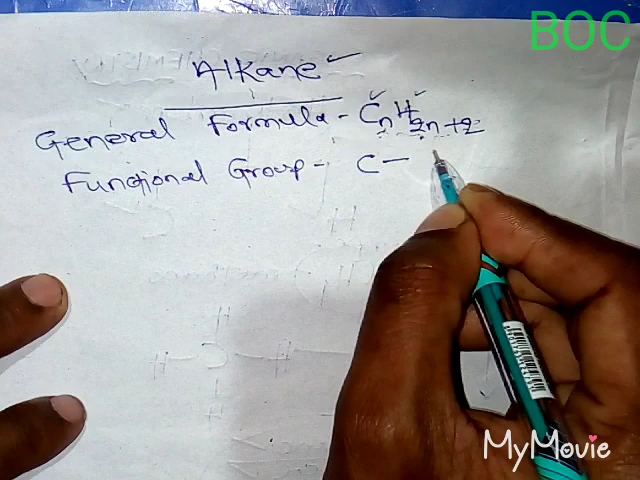 BOC
Alkane
General Formula - CnH2n+2
Functional Group - C -
MyMovie